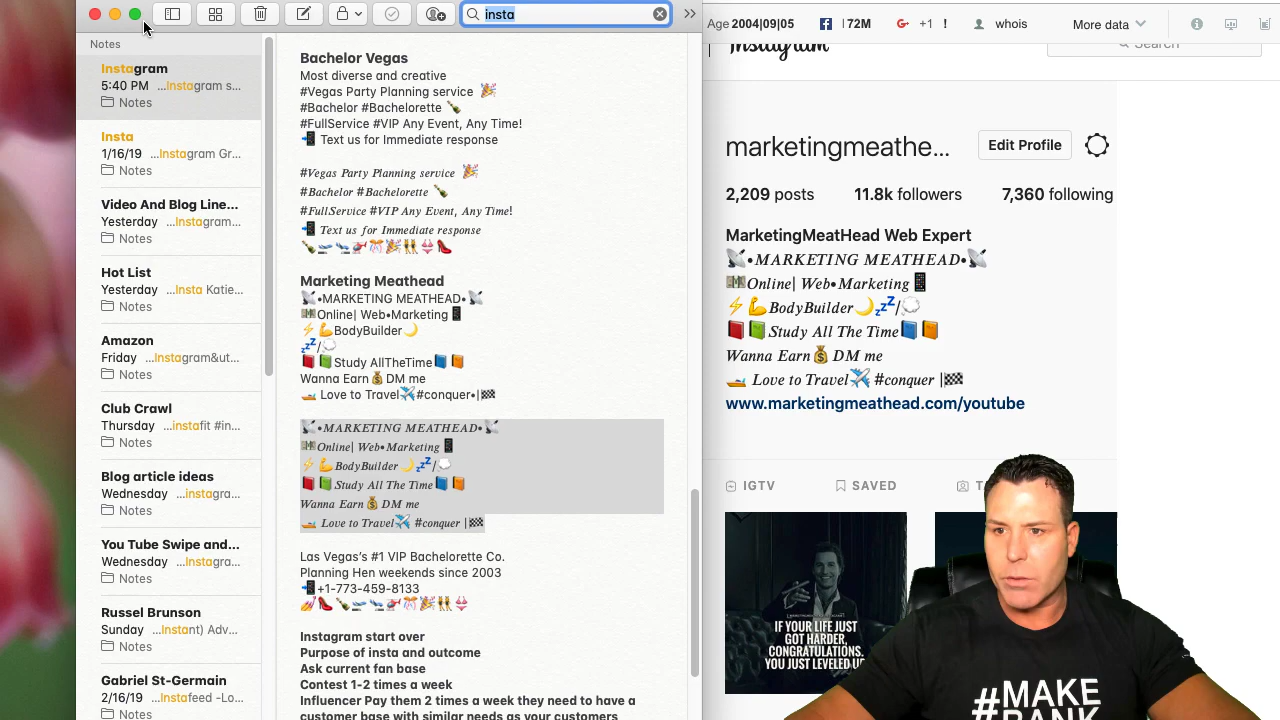 insta
Notes
Instagram
5:40 PM ...Instagram s...
Notes
Insta
1/16/19 ...Instagram Gr...
Notes
Video And Blog Line...
Yesterday ...Instagram...
Notes
Hot List
Yesterday ...Insta Katie...
Notes
Amazon
Friday ...Instagram&ut...
Notes
Club Crawl
Thursday ...instafit #in...
Notes
Blog article ideas
Wednesday ...instagra...
Notes
You Tube Swipe and...
Wednesday ...Instagra...
Notes
Russel Brunson
Sunday ...Instant) Adv...
Notes
Gabriel St-Germain
2/16/19 ...Instafeed -Lo...
Notes
Bachelor Vegas
Most diverse and creative
#Vegas Party Planning service 🎉
#Bachelor #Bachelorette 🍾
#FullService #VIP Any Event, Any Time!
📲 Text us for Immediate response
#Vegas Party Planning service 🎉
#Bachelor #Bachelorette 🍾
#FullService #VIP Any Event, Any Time!
📲 Text us for Immediate response
Marketing Meathead
📡•MARKETING MEATHEAD•📡
💵Online| Web•Marketing📱
⚡💪BodyBuilder🌙
💤/💭
📕📗Study AllTheTime📘📙
Wanna Earn💰DM me
🚤 Love to Travel✈️#conquer•|🏁
📡•MARKETING MEATHEAD•📡
💵Online| Web•Marketing📱
⚡💪BodyBuilder🌙💤/💭
📕📗Study All The Time📘📙
Wanna Earn💰DM me
🚤 Love to Travel✈️ #conquer |🏁
Las Vegas's #1 VIP Bachelorette Co.
Planning Hen weekends since 2003
📲+1-773-459-8133
Instagram start over
Purpose of insta and outcome
Ask current fan base
Contest 1-2 times a week
Influencer Pay them 2 times a week they need to have a
customer base with similar needs as your customers
Age 2004|09|05
I 72M
+1 !
whois
More data
Instagram
Search
marketingmeathe...
Edit Profile
2,209 posts 11.8k followers 7,360 following
MarketingMeatHead Web Expert
📡•MARKETING MEATHEAD•📡
💵Online| Web•Marketing📱
⚡💪BodyBuilder🌙💤/💭
📕📗Study All The Time📘📙
Wanna Earn💰DM me
🚤 Love to Travel✈️ #conquer |🏁
www.marketingmeathead.com/youtube
IGTV
SAVED
IF YOUR LIFE JUST
GOT HARDER,
CONGRATULATIONS.
YOU JUST LEVELED UP
#MAKE
BANK